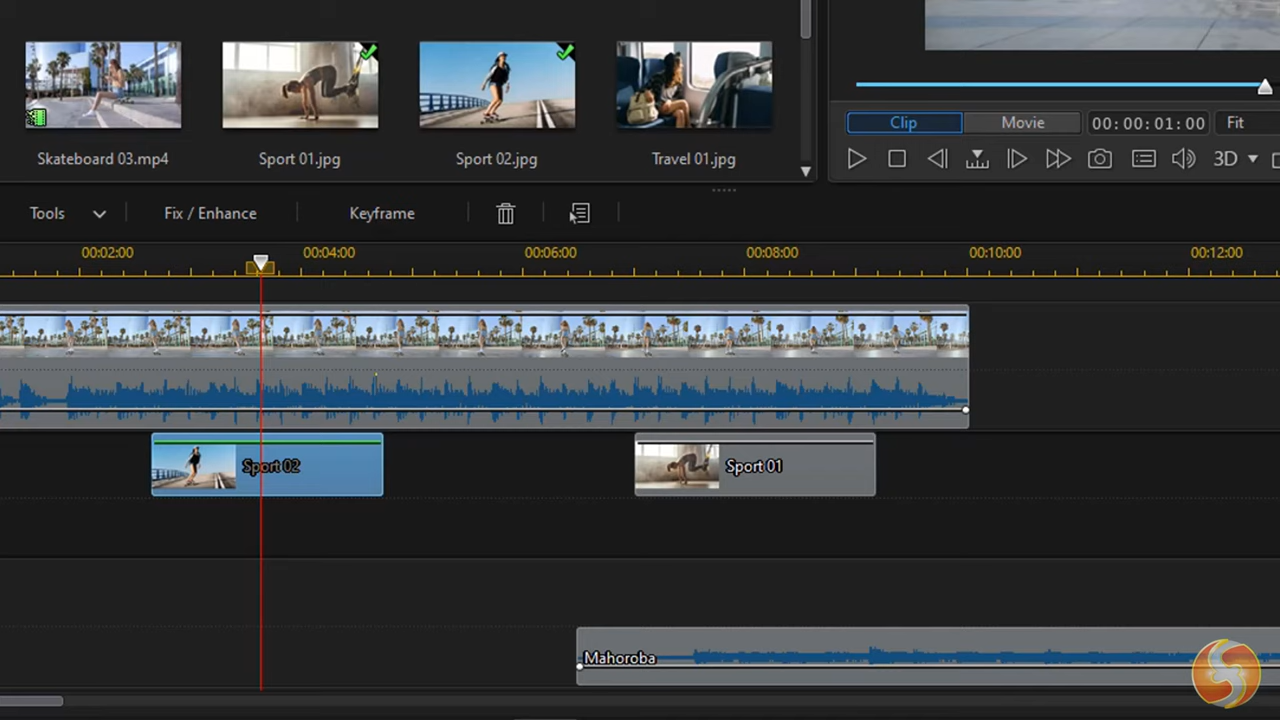 Skateboard 03.mp4
Sport 01.jpg
Sport 02.jpg
Travel 01.jpg
Clip
Movie
00:00:01:00
Fit
3D
Tools
Fix / Enhance
Keyframe
00:02:00
00:04:00
00:06:00
00:08:00
00:10:00
00:12:00
Sport 02
Sport 01
Mahoroba